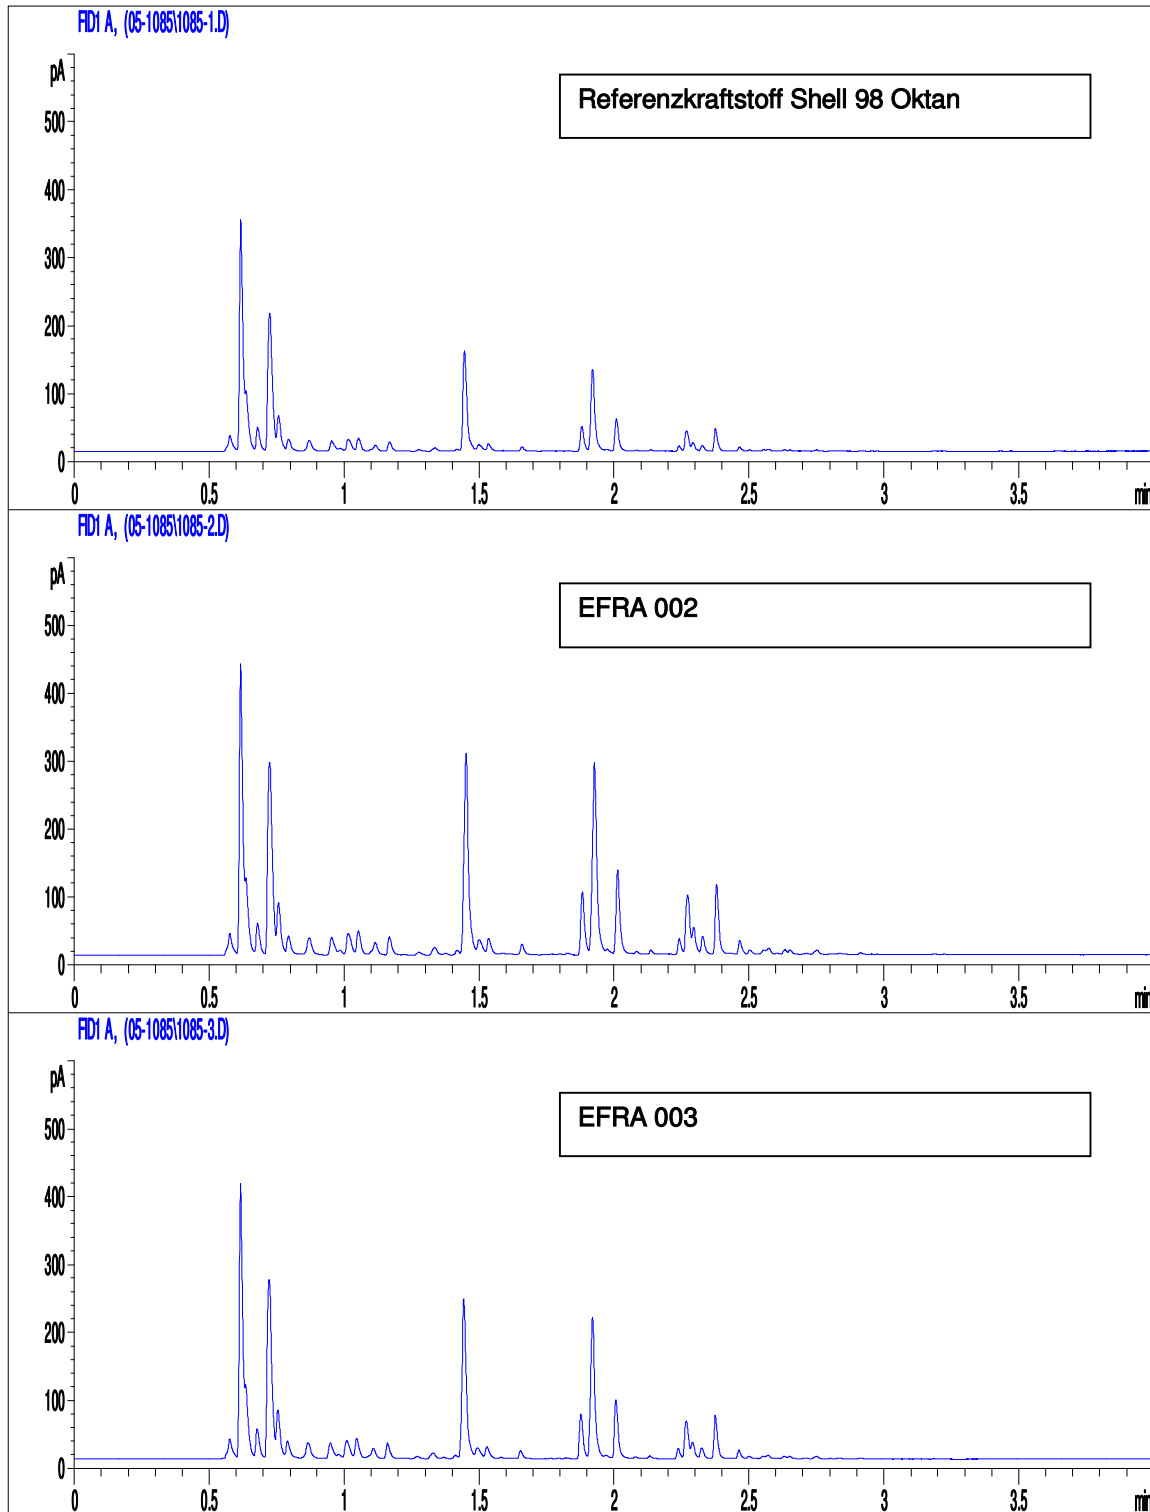 FID1 A, (05-1085\1085-1.D)
pA
Referenzkraftstoff Shell 98 Oktan
500
400
300
200
100
0
0 0.5 1 1.5 2 2.5 3 3.5 min
FID1 A, (05-1085\1085-2.D)
pA
EFRA 002
500
400
300
200
100
0
0 0.5 1 1.5 2 2.5 3 3.5 min
FID1 A, (05-1085\1085-3.D)
pA
EFRA 003
500
400
300
200
100
0
0 0.5 1 1.5 2 2.5 3 3.5 min